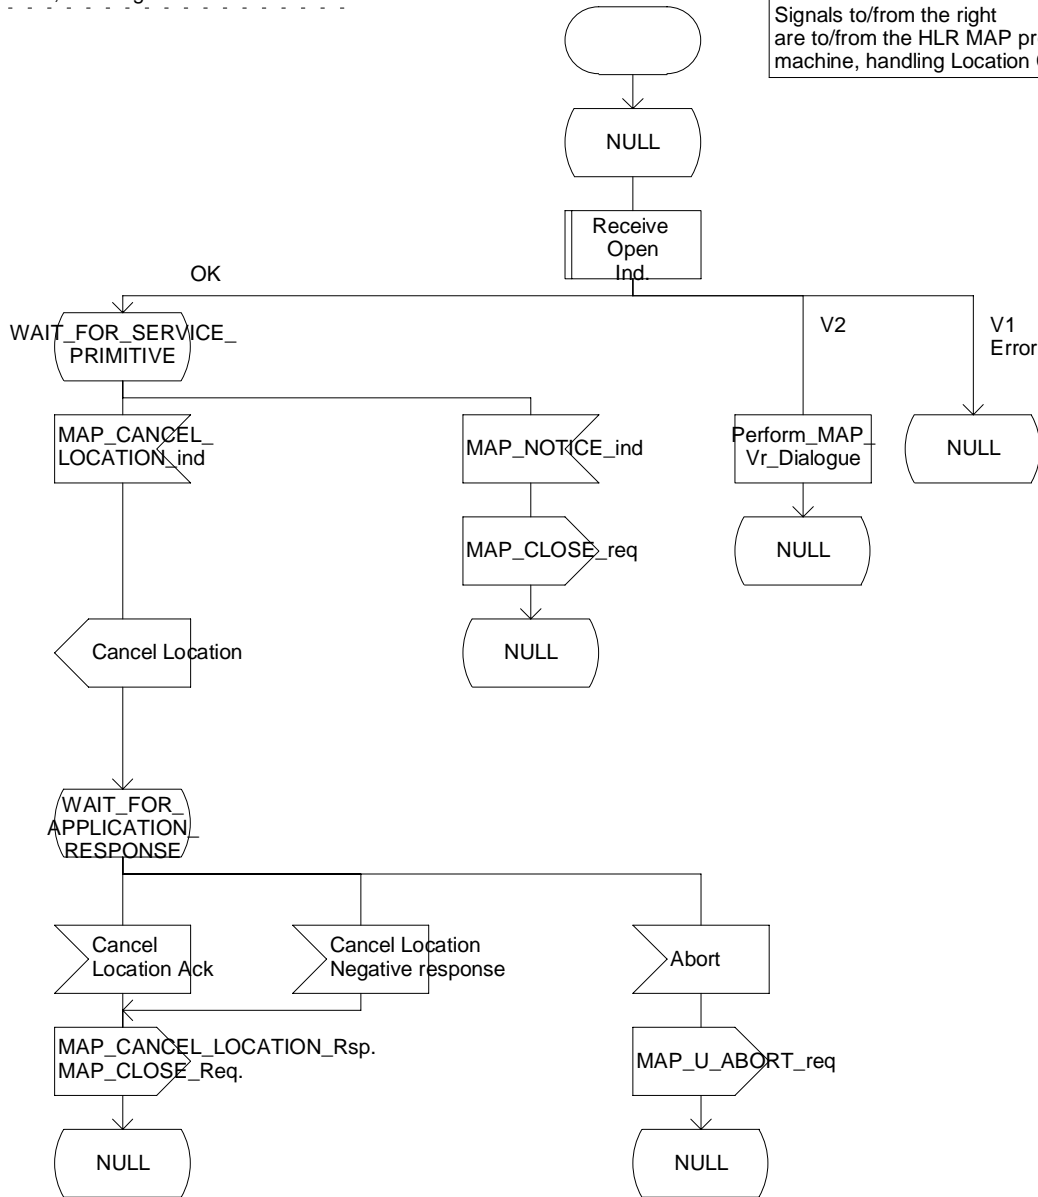 Signals to/from the right
are to/from the HLR MAP
machine, handling Location
NULL
Receive
Open
Ind.
OK
V2
V1
Error
WAIT_FOR_SERVICE_
PRIMITIVE
MAP_CANCEL_
LOCATION_ind
MAP_NOTICE_ind
Perform_MAP_
Vr_Dialogue
NULL
MAP_CLOSE_req
NULL
Cancel Location
NULL
WAIT_FOR_
APPLICATION_
RESPONSE
Cancel
Location Ack
Cancel Location
Negative response
Abort
MAP_CANCEL_LOCATION_Rsp.
MAP_CLOSE_Req.
MAP_U_ABORT_req
NULL
NULL